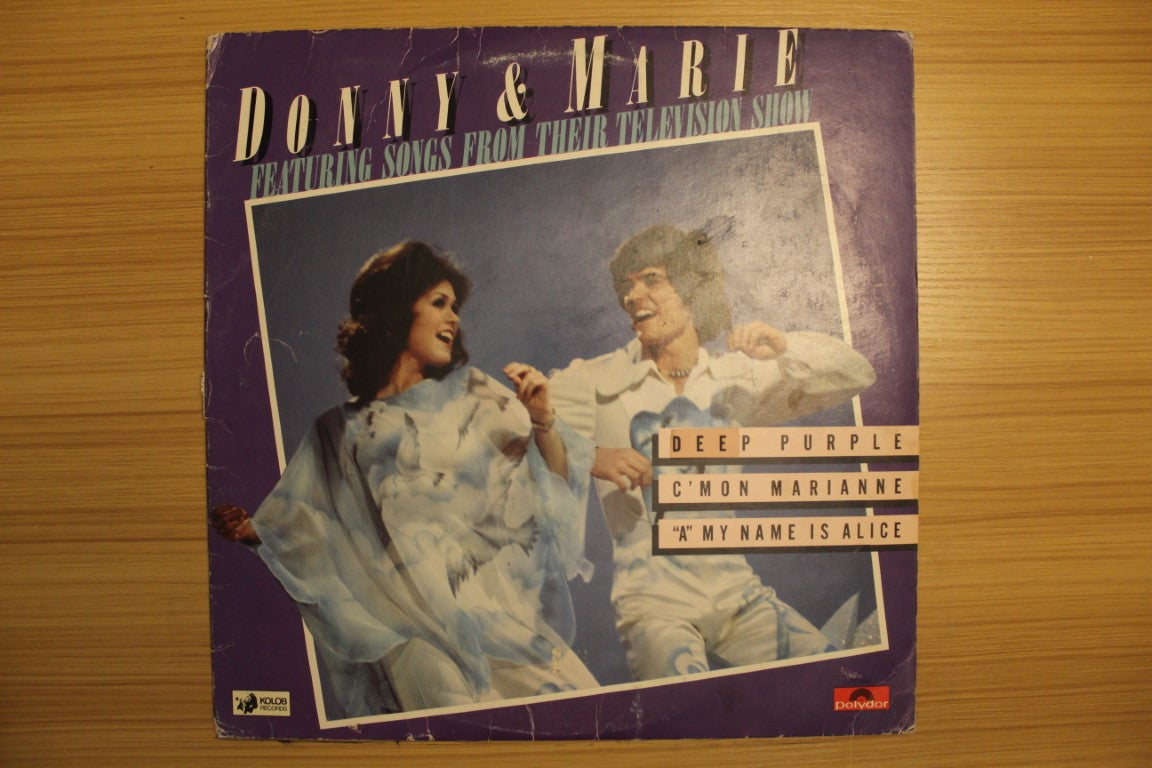 DONNY & MARIE
FEATURING SONGS FROM THEIR TELEVISION SHOW
DEEP PURPLE
C'MON MARIANNE
"A" MY NAME IS ALICE
KOLOB
RECORDS
polydor